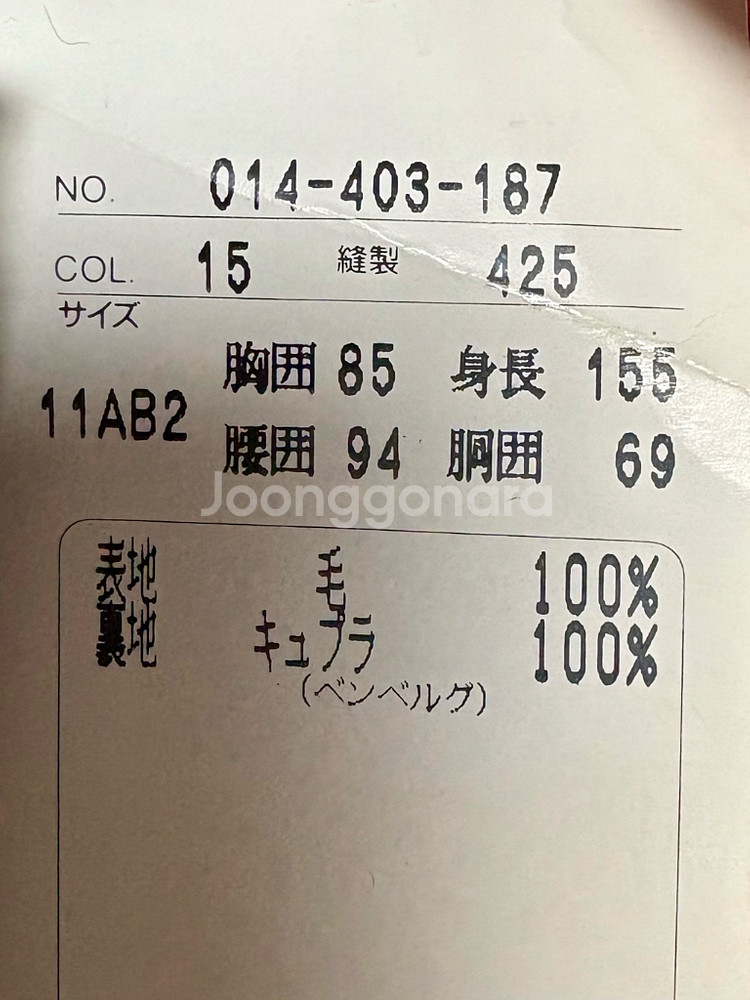 NO. 014-403-187
COL. 15 縫製 425
サイズ
胸囲 85 身長 155
11AB2
腰囲 94 胴囲 69
Joonggonara
表地 毛 100%
裏地 キュプラ 100%
(ベンベルグ)